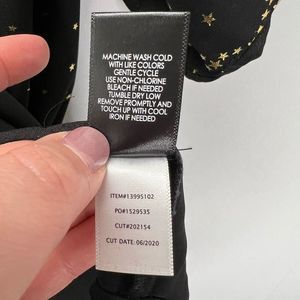 MACHINE WASH COLD
WITH LIKE COLORS
GENTLE CYCLE
USE NON-CHLORINE
BLEACH IF NEEDED
TUMBLE DRY LOW
REMOVE PROMPTLY AND
TOUCH UP WITH COOL
IRON IF NEEDED
ITEM#13995102
PO#1529535
CUT#202154
CUT DATE: 06/2020